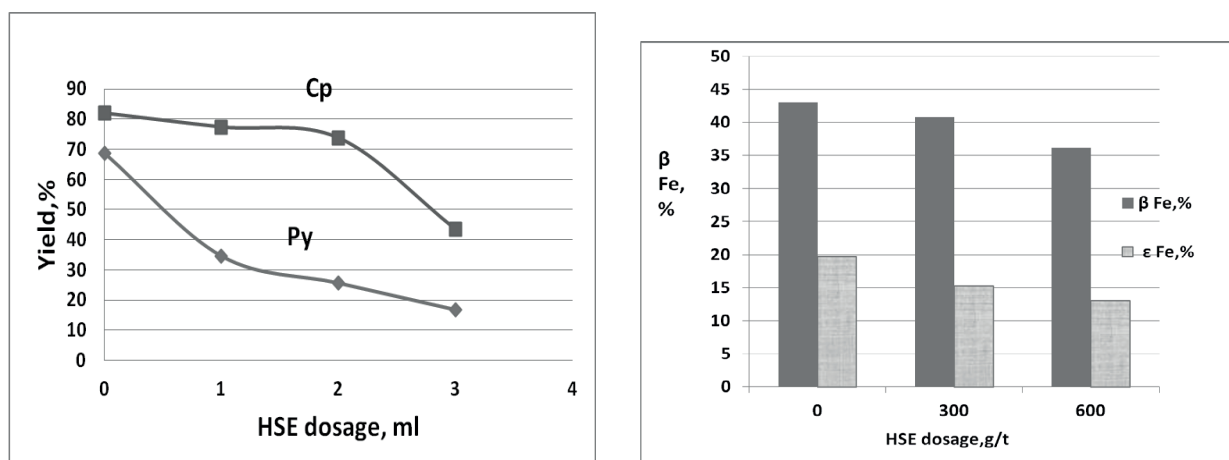 90
80
70
60
50
40
30
20
10
0
Yield,%
Cp
Py
0 1 2 3 4
HSE dosage, ml
50
45
40
35
30
25
20
15
10
5
0
β
Fe,
%
β Fe,%
ε Fe,%
0 300 600
HSE dosage,g/t